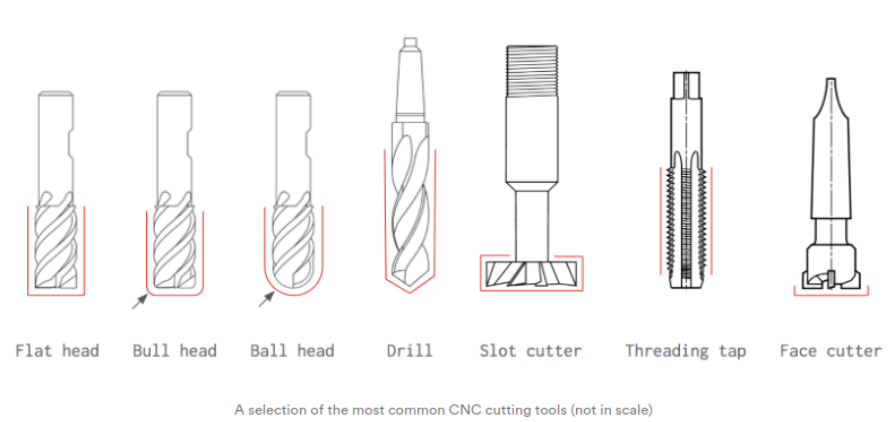 Flat head Bull head Ball head Drill Slot cutter Threading tap Face cutter
A selection of the most common CNC cutting tools (not in scale)